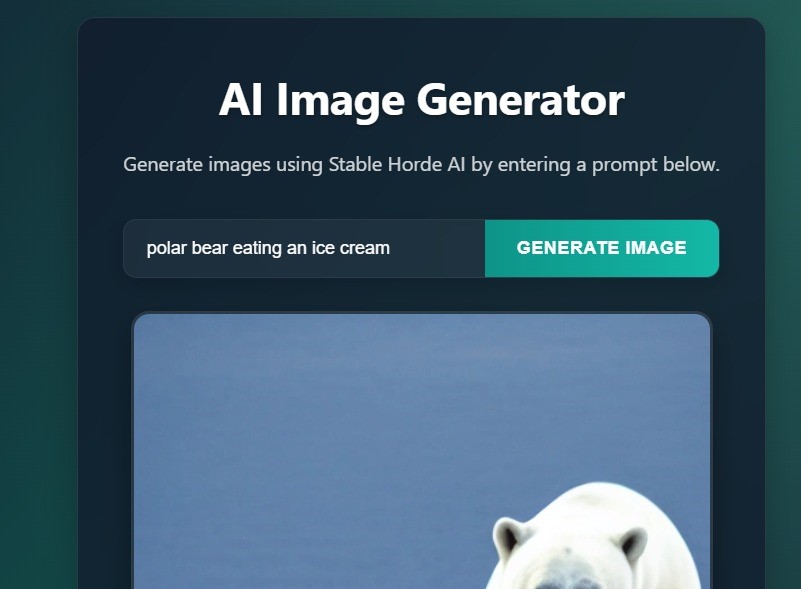 AI Image Generator
Generate images using Stable Horde AI by entering a prompt below.
polar bear eating an ice cream
GENERATE IMAGE